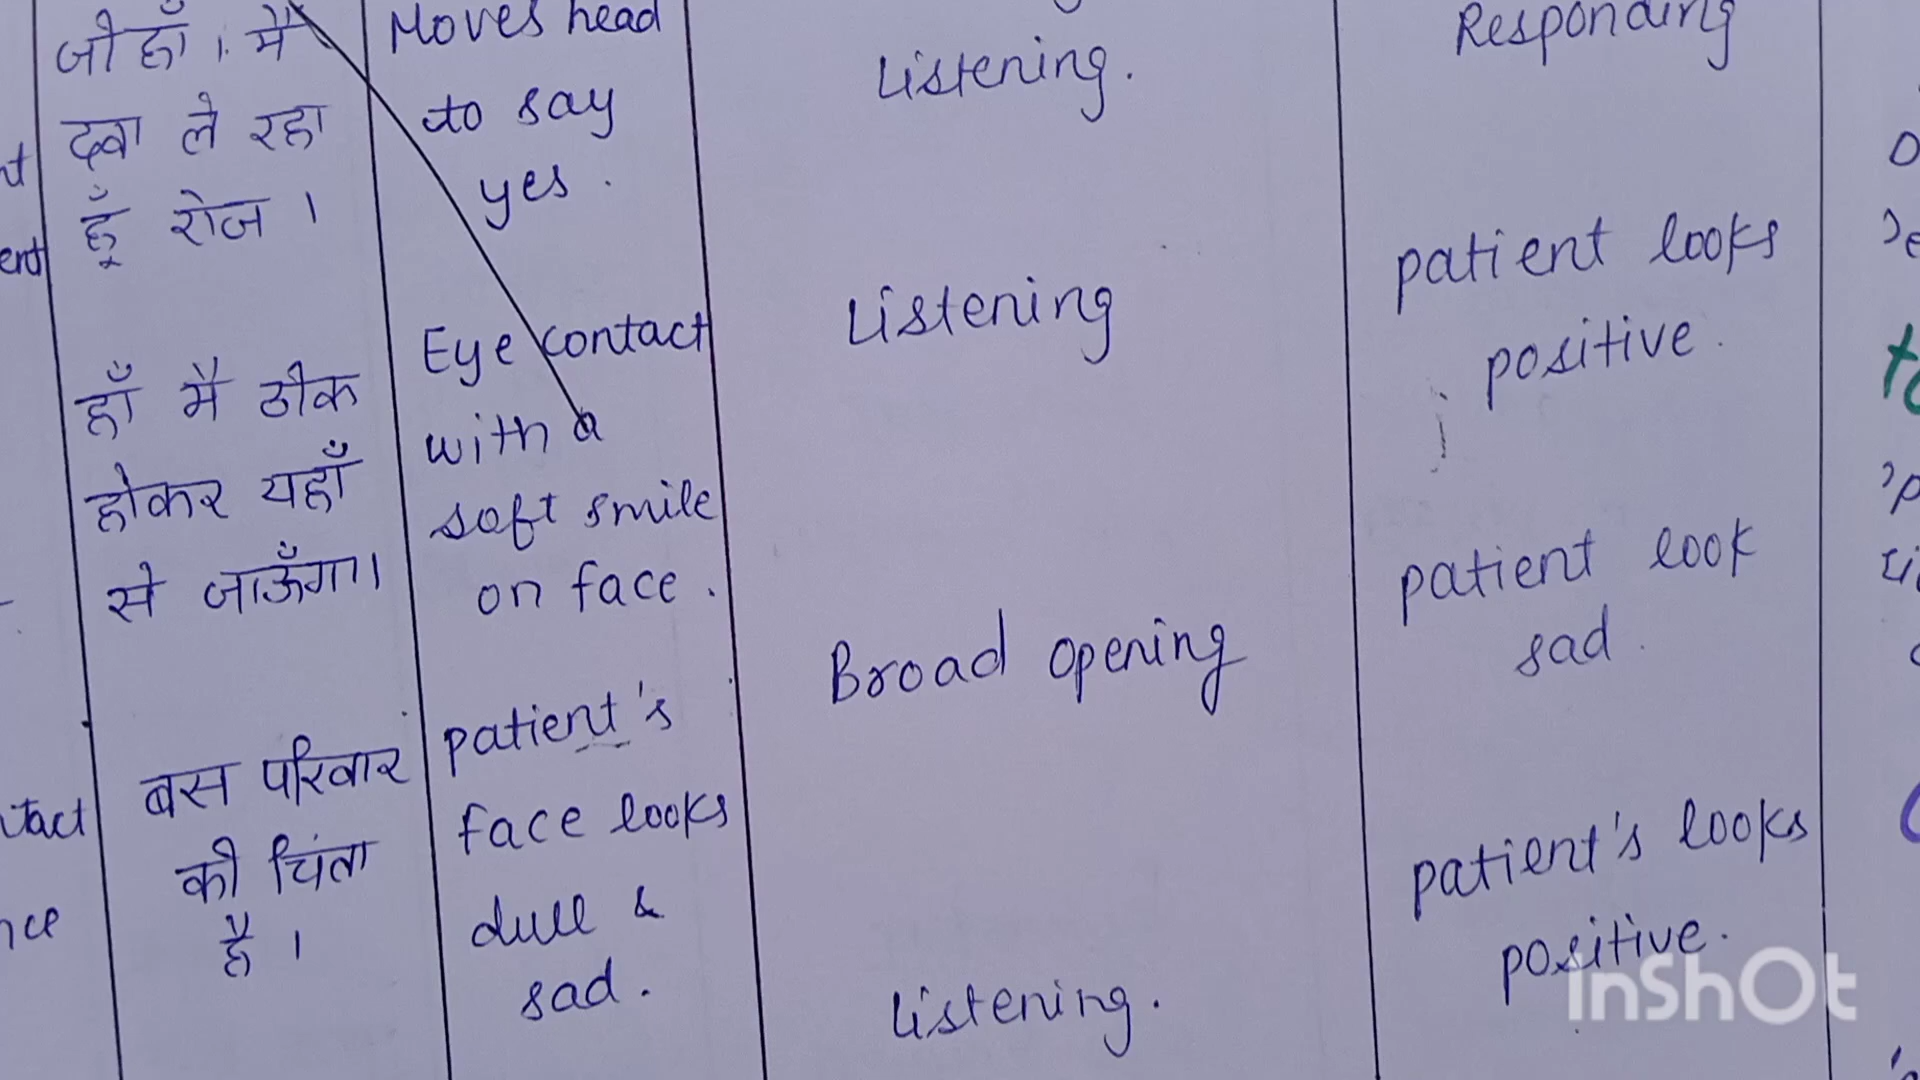 जी हाँ । मैं
दवा ले रहा
हूँ रोज ।
हाँ मै ठीक
होकर यहाँ
से जाऊँगा।
बस परिवार
की चिंता
है ।
Moves head
to say
yes .
Eye contact
with a
soft smile
on face .
patient's
face looks
dull &
sad .
Listening .
Listening
Broad opening
Listening .
Responding
patient looks
positive .
patient look
sad .
patient's looks
positive .
InShOt